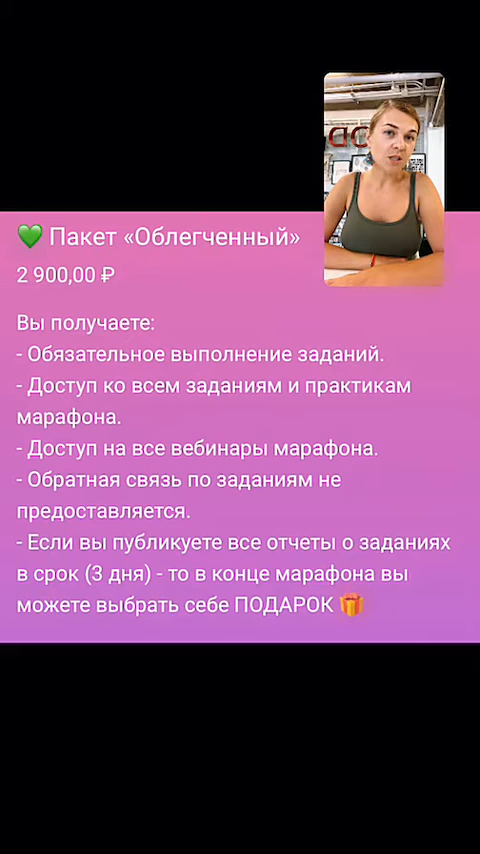 💚 Пакет «Облегченный»
2 900,00 ₽
Вы получаете:
- Обязательное выполнение заданий.
- Доступ ко всем заданиям и практикам
марафона.
- Доступ на все вебинары марафона.
- Обратная связь по заданиям не
предоставляется.
- Если вы публикуете все отчеты о заданиях
в срок (3 дня) - то в конце марафона вы
можете выбрать себе ПОДАРОК 🎁